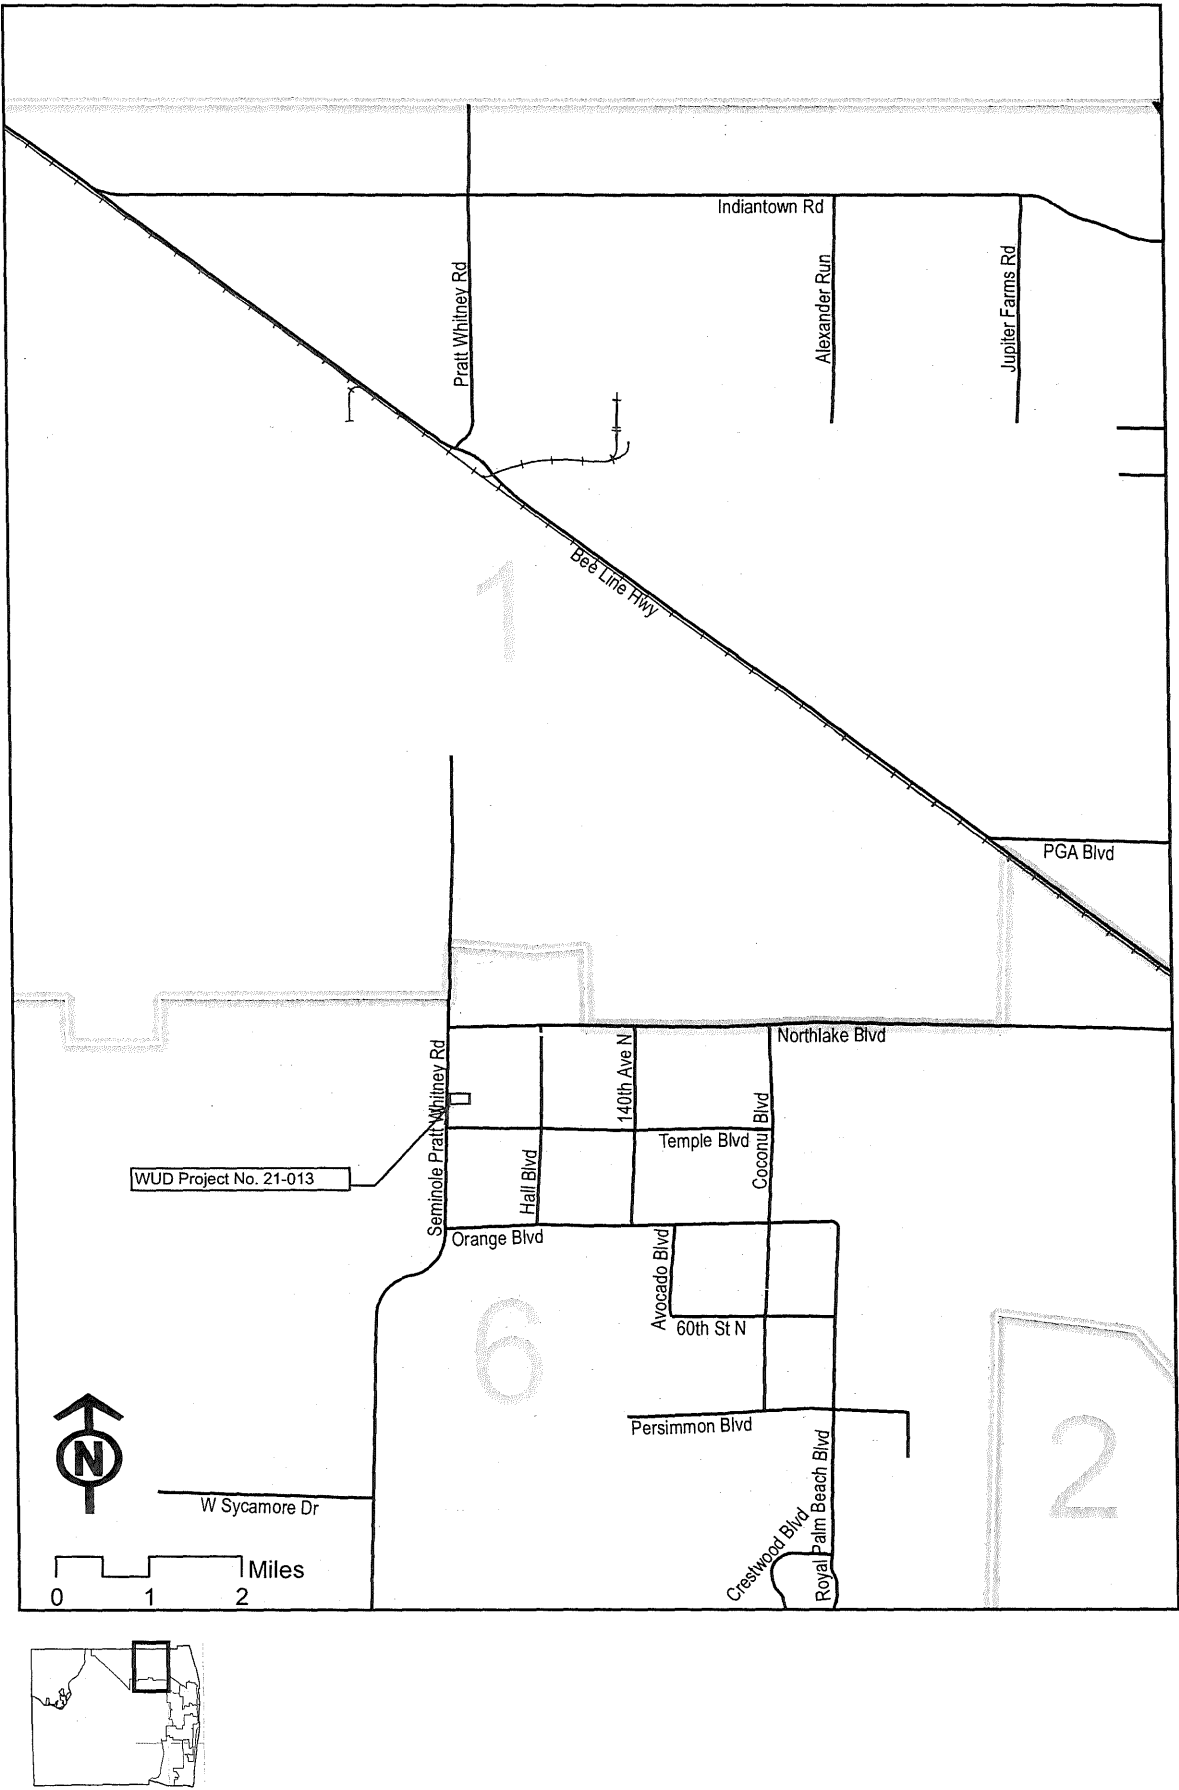 Indiantown Rd
Pratt Whitney Rd
Alexander Run
Jupiter Farms Rd
Bee Line Hwy
1
PGA Blvd
Northlake Blvd
Seminole Pratt Whitney Rd
140th Ave N
Coconut Blvd
Temple Blvd
Hall Blvd
WUD Project No. 21-013
Orange Blvd
Avocado Blvd
60th St N
6
Persimmon Blvd
2
N
W Sycamore Dr
Royal Palm Beach Blvd
Crestwood Blvd
Miles
0 1 2